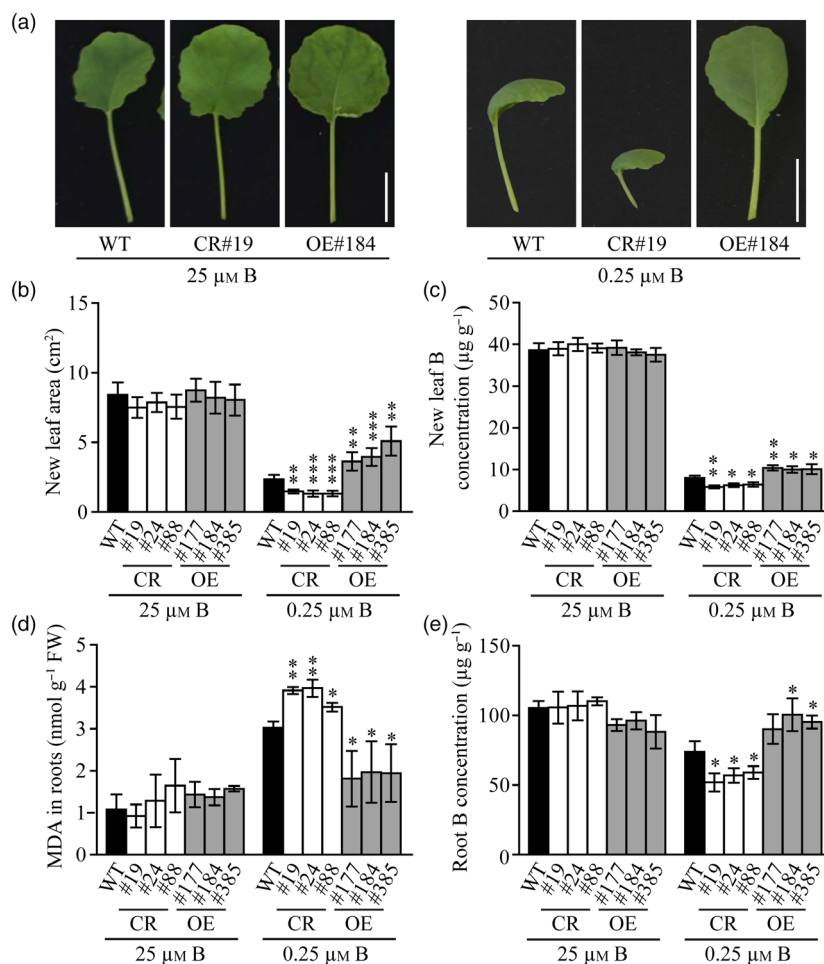 (a)
WT CR#19 OE#184 WT CR#19 OE#184
25 μM B 0.25 μM B
(b)
New leaf area (cm²)
15
10
5
0
** *** *** ** *** **
WT #19 #24 #88 #177 #184 #385 WT #19 #24 #88 #177 #184 #385
CR OE CR OE
25 μM B 0.25 μM B
(c)
New leaf B
concentration (μg g⁻¹)
50
40
30
20
10
0
** * * ** * *
WT #19 #24 #88 #177 #184 #385 WT #19 #24 #88 #177 #184 #385
CR OE CR OE
25 μM B 0.25 μM B
(d)
MDA in roots (nmol g⁻¹ FW)
5
4
3
2
1
0
** ** * * * *
WT #19 #24 #88 #177 #184 #385 WT #19 #24 #88 #177 #184 #385
CR OE CR OE
25 μM B 0.25 μM B
(e)
Root B concentration (μg g⁻¹)
150
100
50
0
* * * * *
WT #19 #24 #88 #177 #184 #385 WT #19 #24 #88 #177 #184 #385
CR OE CR OE
25 μM B 0.25 μM B